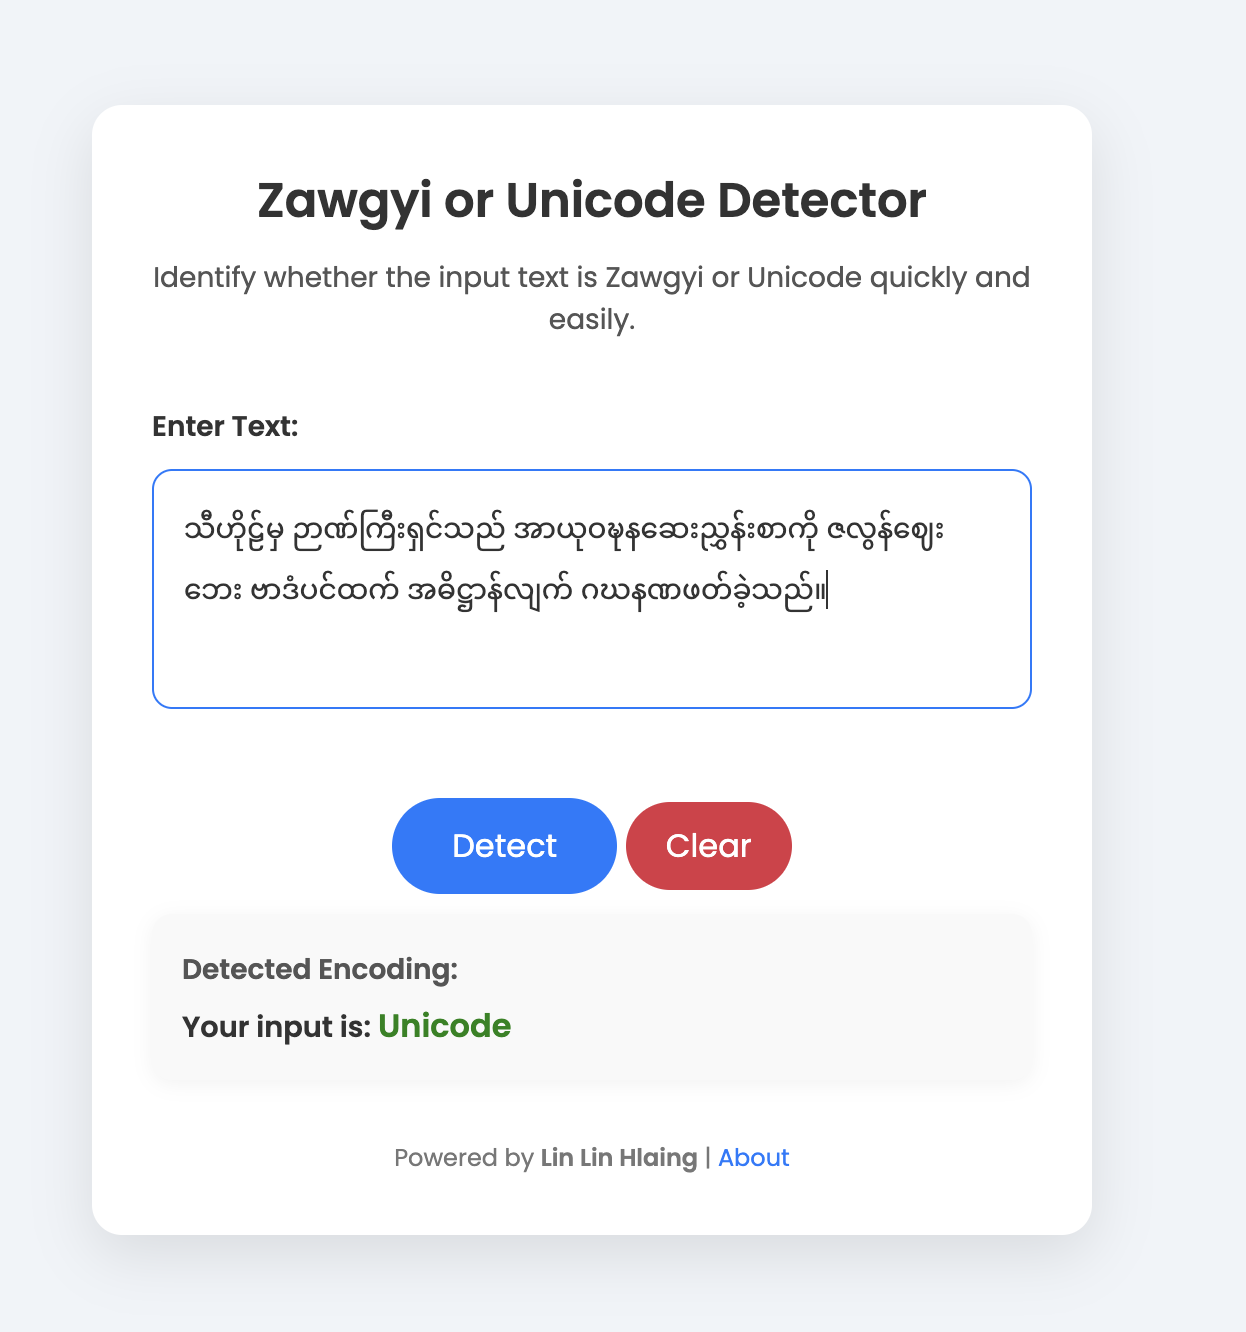 Zawgyi or Unicode Detector
Identify whether the input text is Zawgyi or Unicode quickly and
easily.
Enter Text:
သီဟိုဠ်မှ ဉာဏ်ကြီးရှင်သည် အာယုဝဍ္ဎနဆေးညွှန်းစာကို ဇလွန်ဈေး
ဘေး ဗာဒံပင်ထက် အဓိဋ္ဌာန်လျက် ဂဃနဏဖတ်ခဲ့သည်။
Detect
Clear
Detected Encoding:
Your input is: Unicode
Powered by Lin Lin Hlaing | About